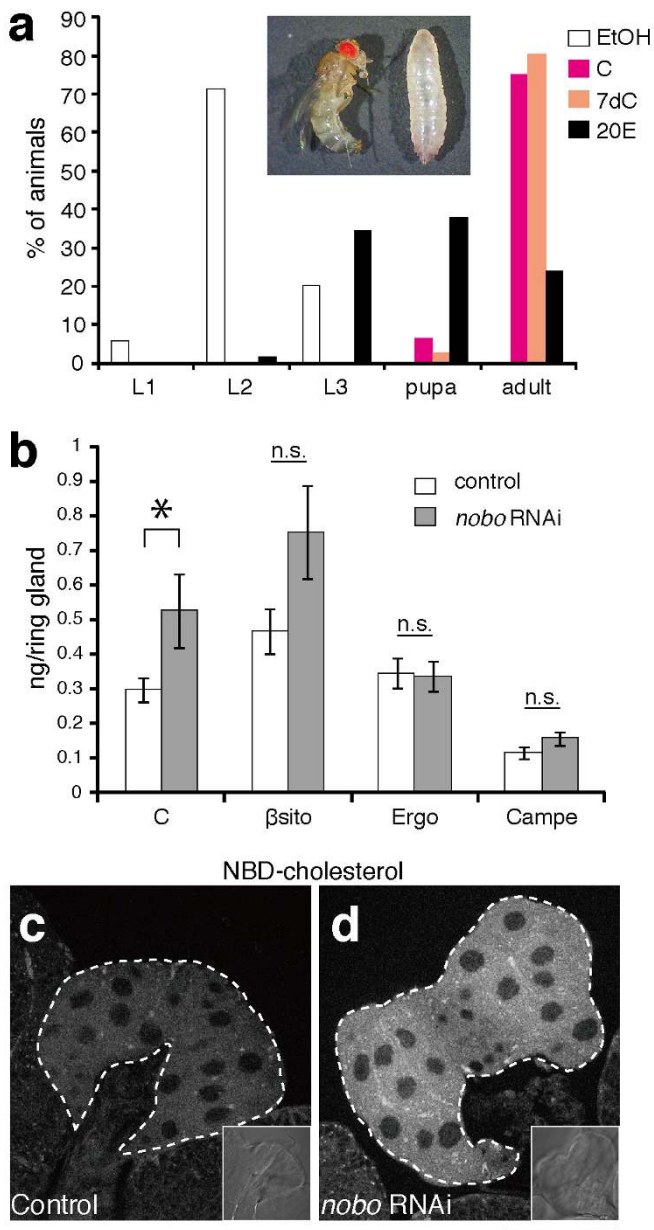 a
90
80
70
60
50
40
30
20
10
0
% of animals
EtOH
C
7dC
20E
L1 L2 L3 pupa adult
b
1
0.9
0.8
0.7
0.6
0.5
0.4
0.3
0.2
0.1
0
ng/ring gland
*
n.s.
n.s.
n.s.
control
nobo RNAi
C βsito Ergo Campe
NBD-cholesterol
c
d
Control
nobo RNAi